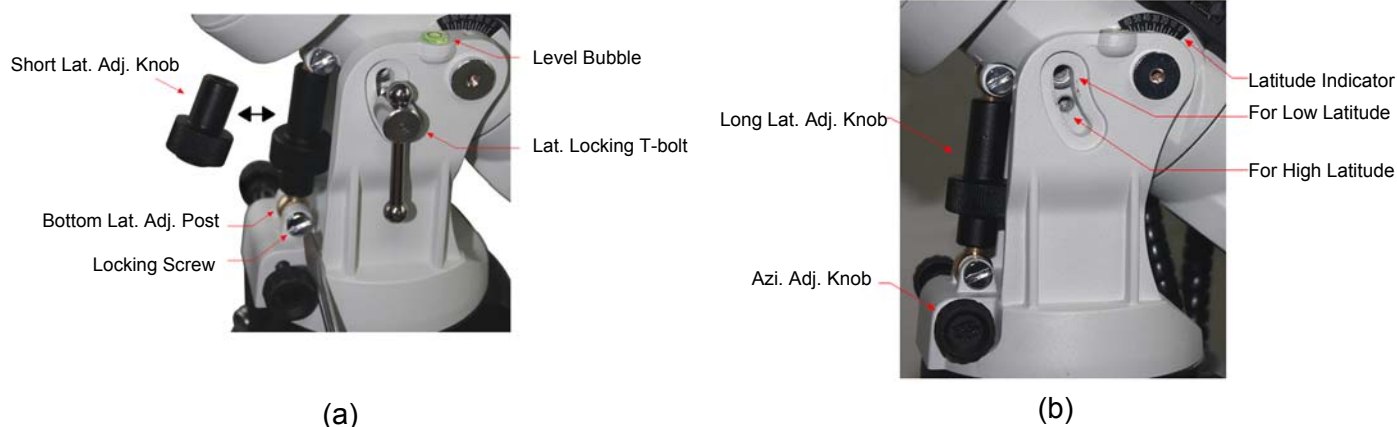 Short Lat. Adj. Knob
Level Bubble
Lat. Locking T-bolt
Bottom Lat. Adj. Post
Locking Screw
(a)
Latitude Indicator
For Low Latitude
Long Lat. Adj. Knob
For High Latitude
Azi. Adj. Knob
(b)